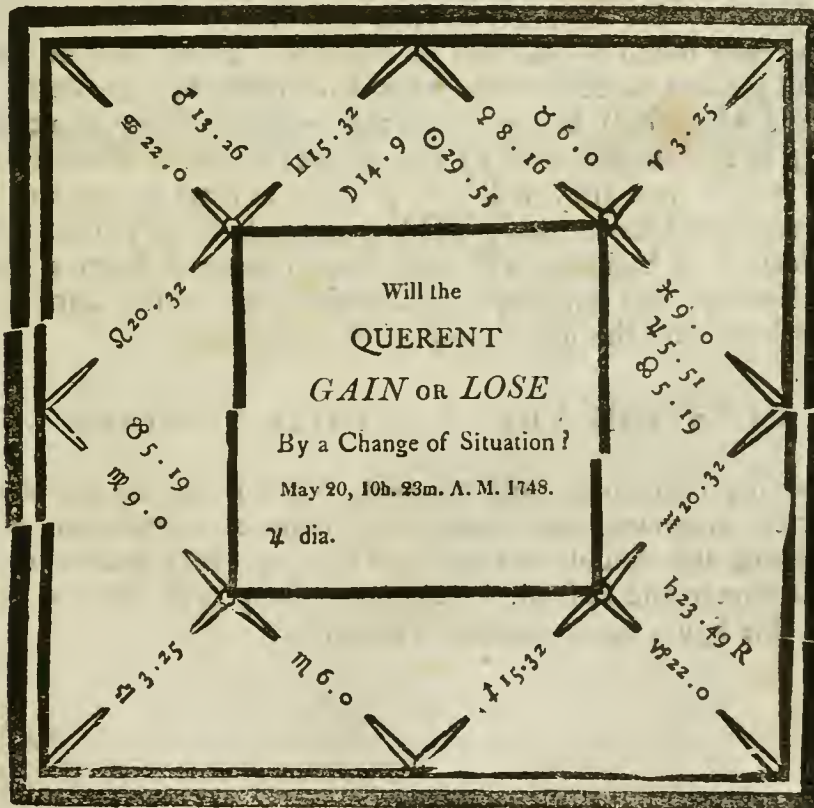 ♂ 13.26
♋ 22.0
♊ 15.32
☽ 14.9
☉ 29.55
♀ 8.16
♉ 6.0
♈ 3.25
♌ 20.32
♓ 9.0
♃ 5.51
☋ 5.19
Will the
QUERENT
GAIN OR LOSE
By a Change of Situation?
May 20, 10h. 23m. A. M. 1748.
♃ dia.
☊ 5.19
♍ 9.0
♒ 20.32
♄ 23.49 R
♑ 22.0
♎ 3.25
♏ 6.0
♐ 15.32